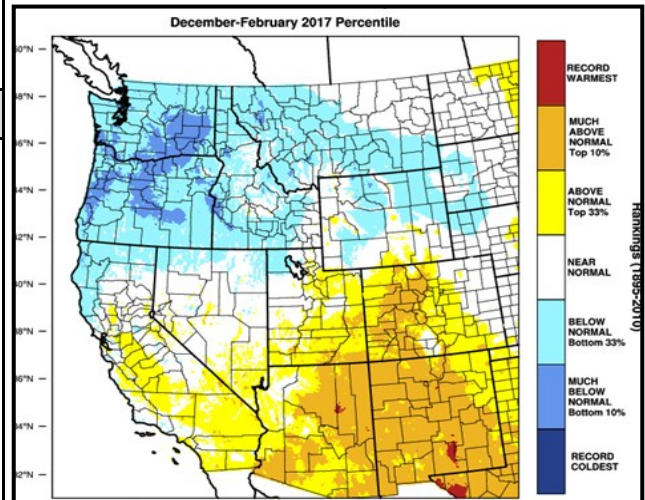 December-February 2017 Percentile
50°N
48°N
46°N
44°N
42°N
40°N
38°N
36°N
34°N
32°N
RECORD
WARMEST
MUCH
ABOVE
NORMAL
Top 10%
ABOVE
NORMAL
Top 33%
NEAR
NORMAL
BELOW
NORMAL
Bottom 33%
MUCH
BELOW
NORMAL
Bottom 10%
RECORD
COLDEST
Rankings (1895-2010)